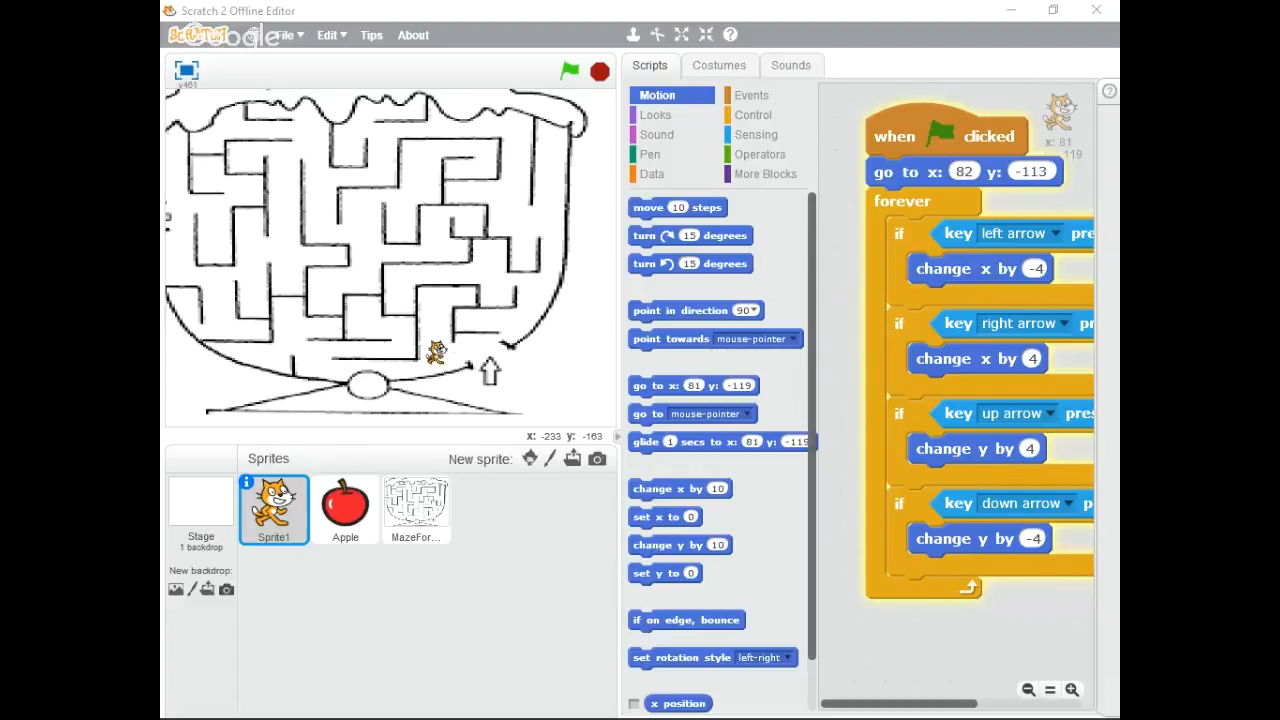 Scratch 2 Offline Editor
SCRATCH
Google
File Edit Tips About
v461
Scripts Costumes Sounds
Motion Events
Looks Control
Sound Sensing
Pen Operators
Data More Blocks
move 10 steps
turn 15 degrees
turn 15 degrees
point in direction 90
point towards mouse-pointer
go to x: 81 y: -119
go to mouse-pointer
glide 1 secs to x: 81 y: -119
change x by 10
set x to 0
change y by 10
set y to 0
if on edge, bounce
set rotation style left-right
x position
x: 81
119
when clicked
go to x: 82 y: -113
forever
if key left arrow pre
change x by -4
if key right arrow pr
change x by 4
if key up arrow pres
change y by 4
if key down arrow p
change y by -4
x: -233 y: -163
Sprites New sprite:
Stage
1 backdrop
New backdrop:
Sprite1 Apple MazeFor...